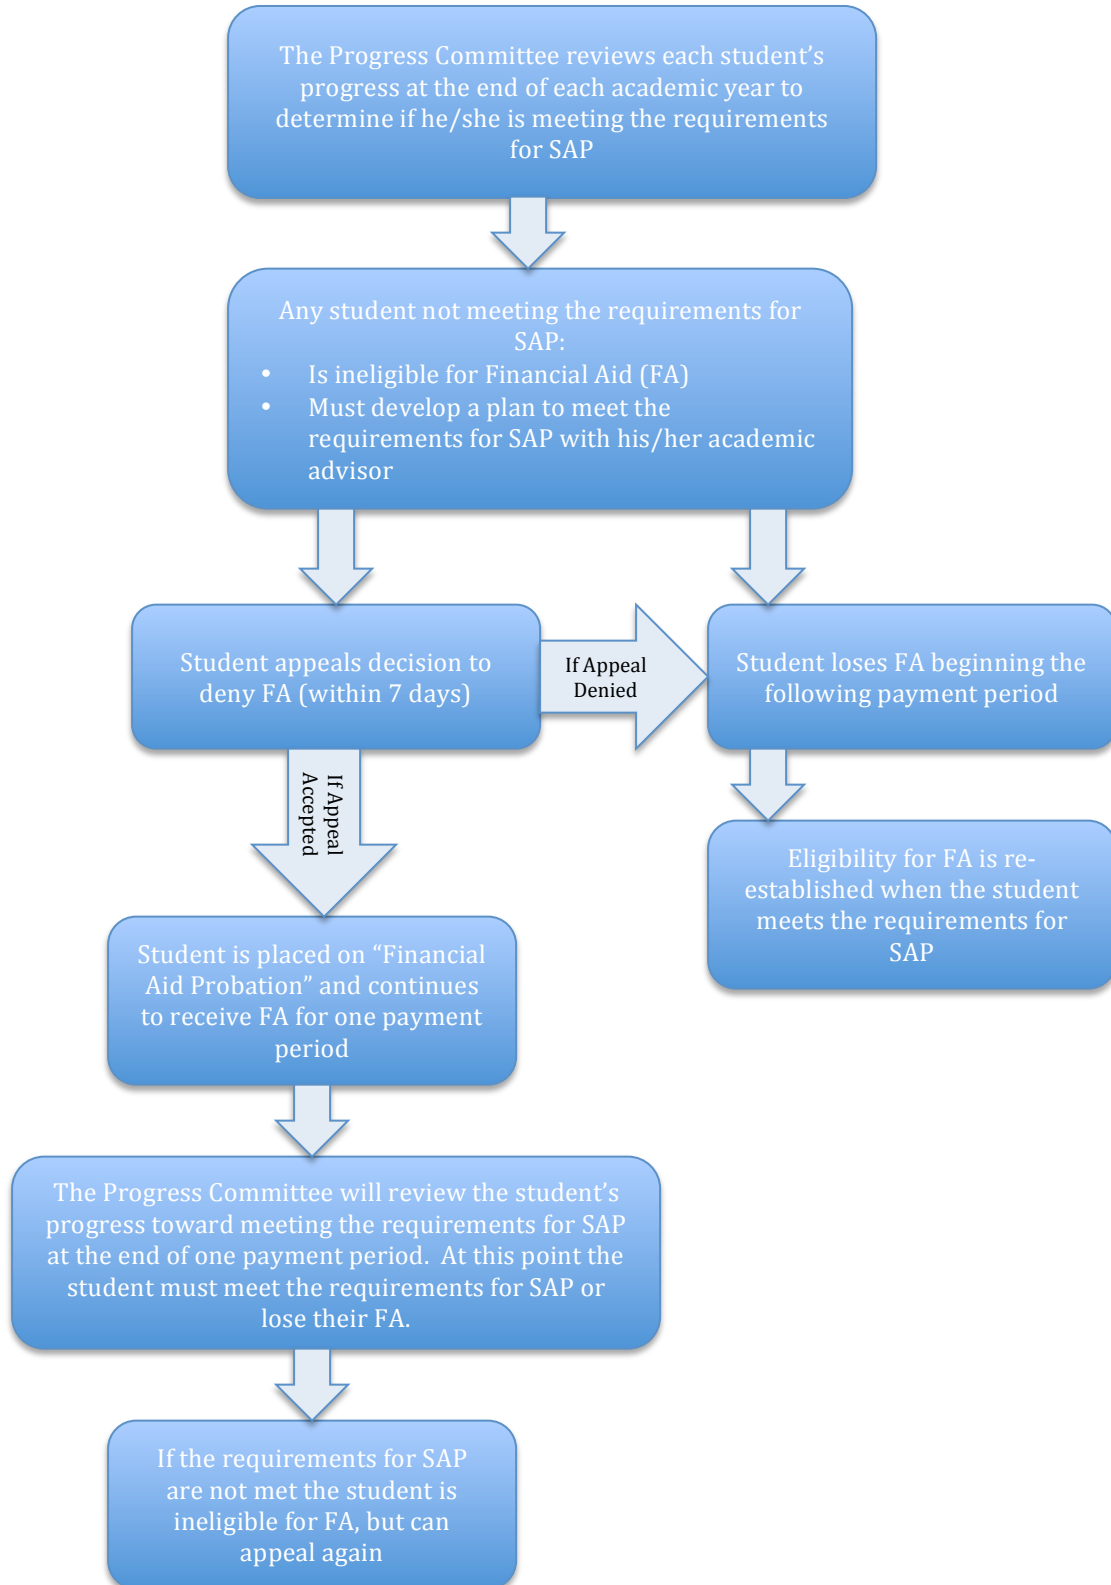 The Progress Committee reviews each student’s
progress at the end of each academic year to
determine if he/she is meeting the requirements
for SAP
Any student not meeting the requirements for
SAP:
• Is ineligible for Financial Aid (FA)
• Must develop a plan to meet the
requirements for SAP with his/her academic
advisor
Student appeals decision to
deny FA (within 7 days)
If Appeal
Denied
Student loses FA beginning the
following payment period
If Appeal
Accepted
Eligibility for FA is re-
established when the student
meets the requirements for
SAP
Student is placed on “Financial
Aid Probation” and continues
to receive FA for one payment
period
The Progress Committee will review the student’s
progress toward meeting the requirements for SAP
at the end of one payment period.  At this point the
student must meet the requirements for SAP or
lose their FA.
If the requirements for SAP
are not met the student is
ineligible for FA, but can
appeal again